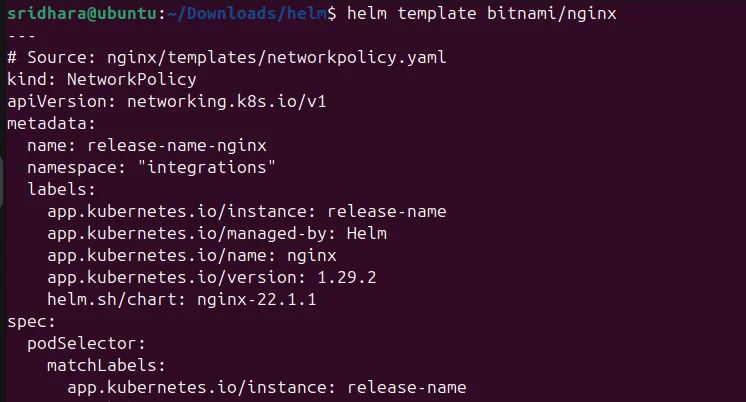 sridhara@ubuntu:~/Downloads/helm$ helm template bitnami/nginx
---
# Source: nginx/templates/networkpolicy.yaml
kind: NetworkPolicy
apiVersion: networking.k8s.io/v1
metadata:
  name: release-name-nginx
  namespace: "integrations"
  labels:
    app.kubernetes.io/instance: release-name
    app.kubernetes.io/managed-by: Helm
    app.kubernetes.io/name: nginx
    app.kubernetes.io/version: 1.29.2
    helm.sh/chart: nginx-22.1.1
spec:
  podSelector:
    matchLabels:
      app.kubernetes.io/instance: release-name